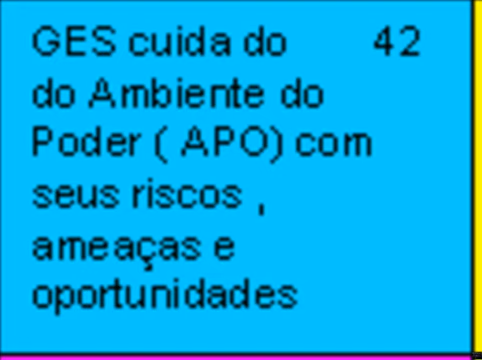 GES cuida do 42
do Ambiente do
Poder ( APO) com
seus riscos ,
ameaças e
oportunidades